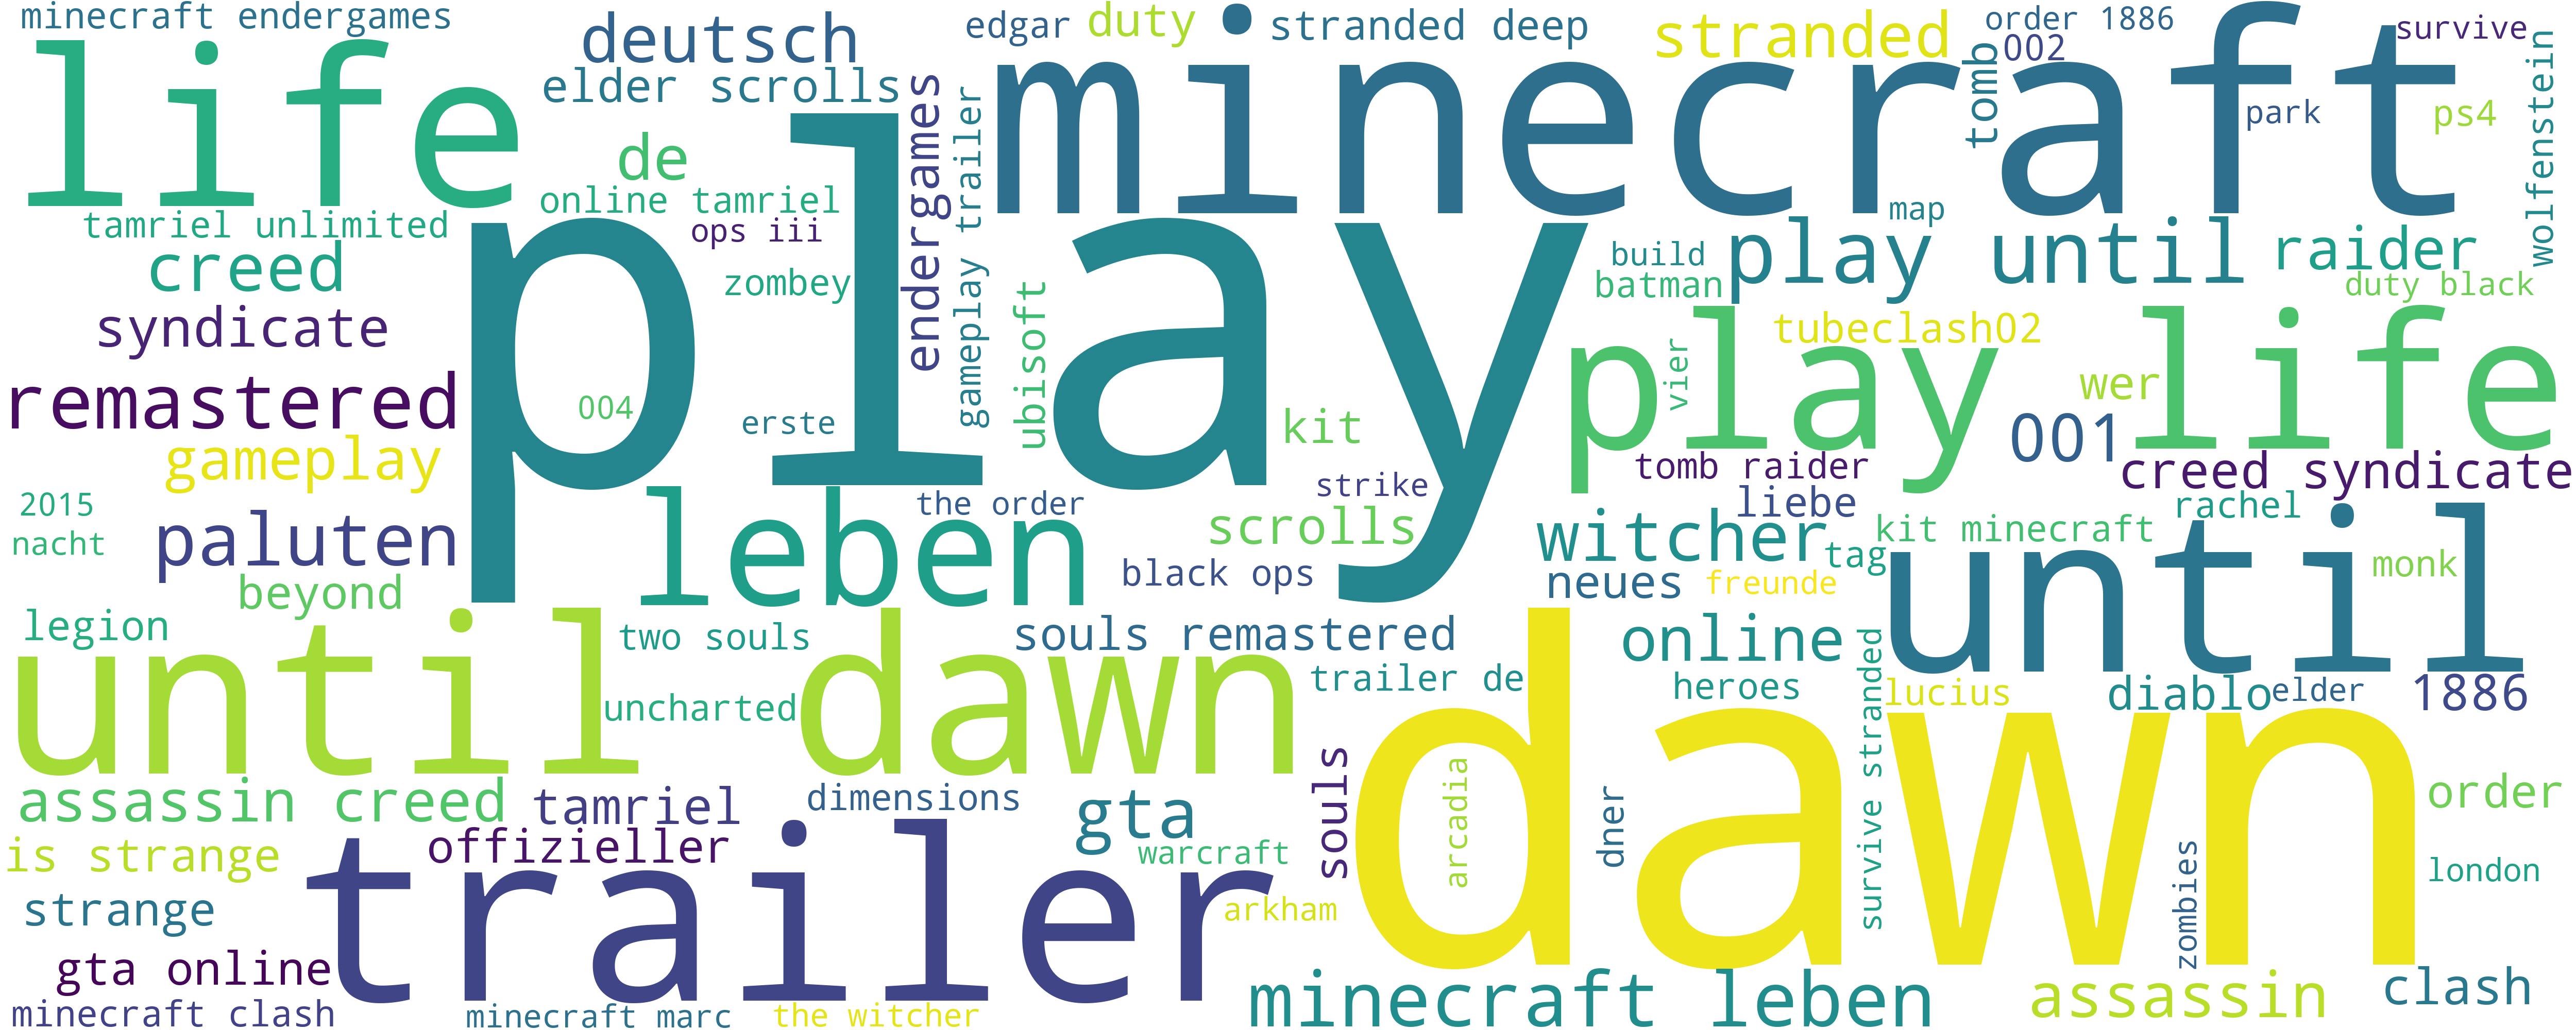 minecraft endergames
life
deutsch
edgar
duty
stranded deep
stranded
order 1886
002
survive
elder scrolls
minecraft
tomb
park
ps4
wolfenstein
de
endergames
gameplay trailer
online tamriel
tamriel unlimited
ops iii
play
map
creed
zombey
ubisoft
build
batman
play until
raider
duty black
syndicate
tubeclash02
play life
vier
remastered
004
erste
kit
wer
001
gameplay
tomb raider
creed syndicate
2015
nacht
paluten
leben
the order
strike
scrolls
liebe
rachel
witcher
kit minecraft
tag
until
monk
beyond
black ops
neues
freunde
legion
two souls
souls remastered
online
until dawn
uncharted
trailer de
heroes
survive stranded
lucius
diablo
elder
1886
dawn
assassin creed
tamriel
dimensions
gta
souls
arcadia
dner
order
is strange
offizieller
warcraft
trailer
arkham
zombies
london
strange
gta online
minecraft clash
minecraft marc
the witcher
minecraft leben
assassin
clash